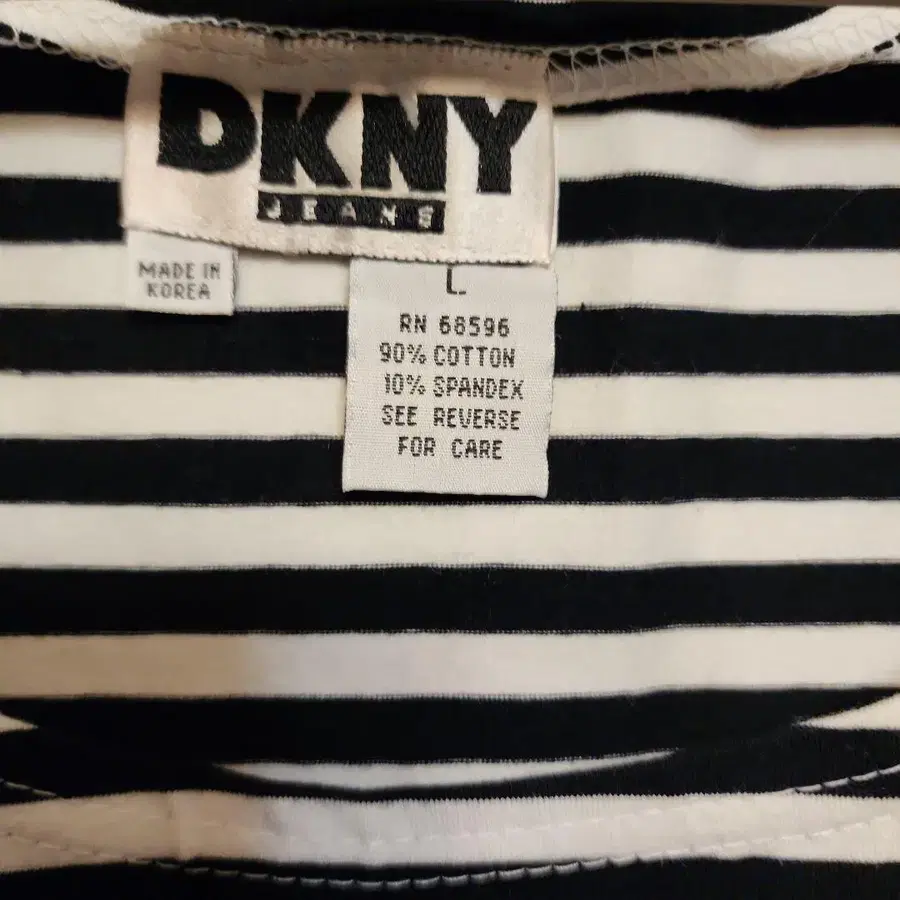 DKNY
JEANS
MADE IN
KOREA
L
RN 68596
90% COTTON
10% SPANDEX
SEE REVERSE
FOR CARE